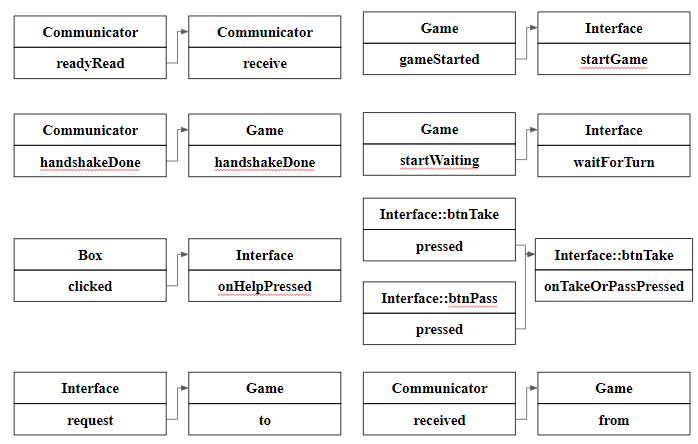 Communicator
readyRead
Communicator
receive
Game
gameStarted
Interface
startGame
Communicator
handshakeDone
Game
handshakeDone
Game
startWaiting
Interface
waitForTurn
Box
clicked
Interface
onHelpPressed
Interface::btnTake
pressed
Interface::btnPass
pressed
Interface::btnTake
onTakeOrPassPressed
Interface
request
Game
to
Communicator
received
Game
from